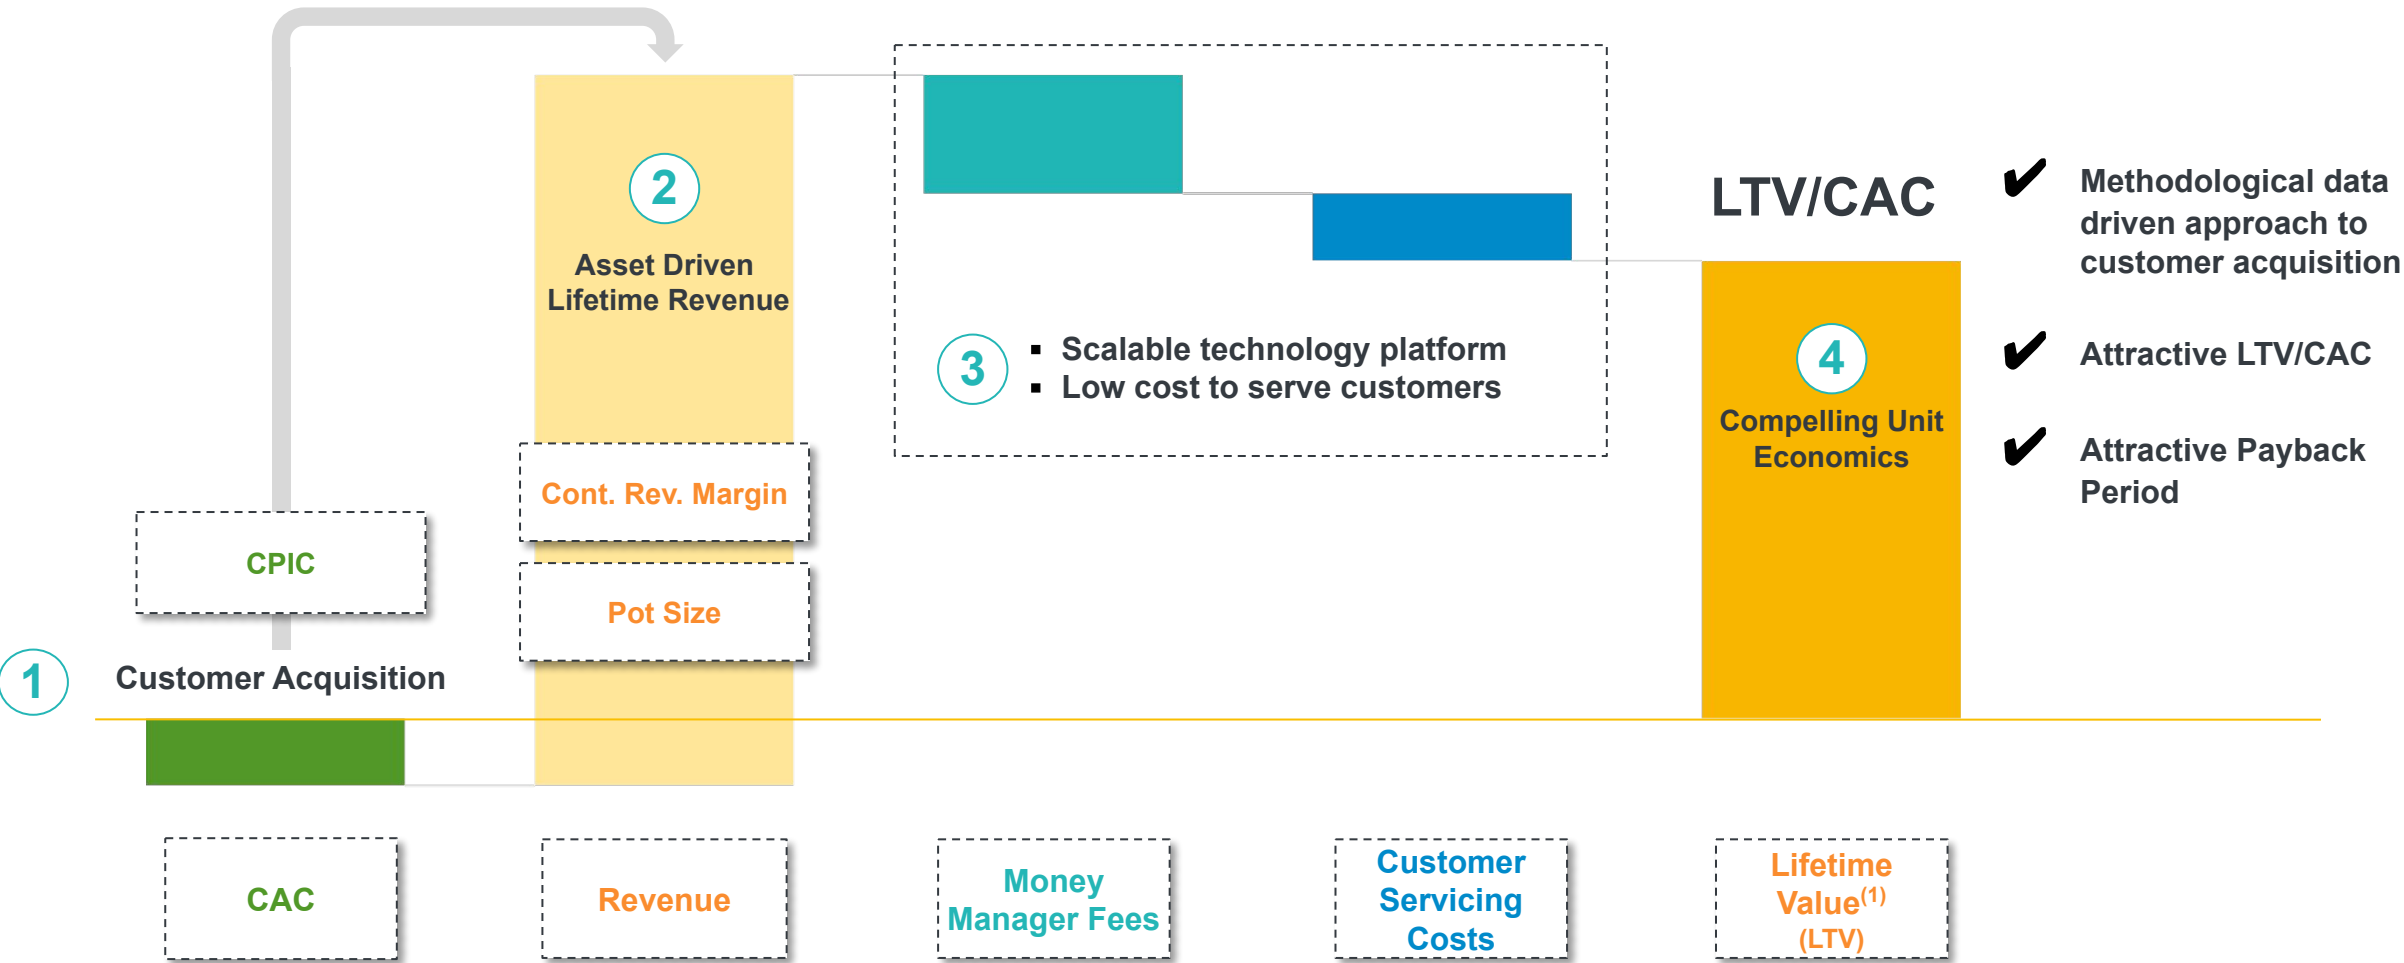 2
Asset Driven
Lifetime Revenue
Cont. Rev. Margin
Pot Size
CPIC
1
Customer Acquisition
3
▪ Scalable technology platform
▪ Low cost to serve customers
LTV/CAC
4
Compelling Unit
Economics
✔ Methodological data
driven approach to
customer acquisition
✔ Attractive LTV/CAC
✔ Attractive Payback
Period
CAC
Revenue
Money
Manager Fees
Customer
Servicing
Costs
Lifetime
Value(1)
(LTV)